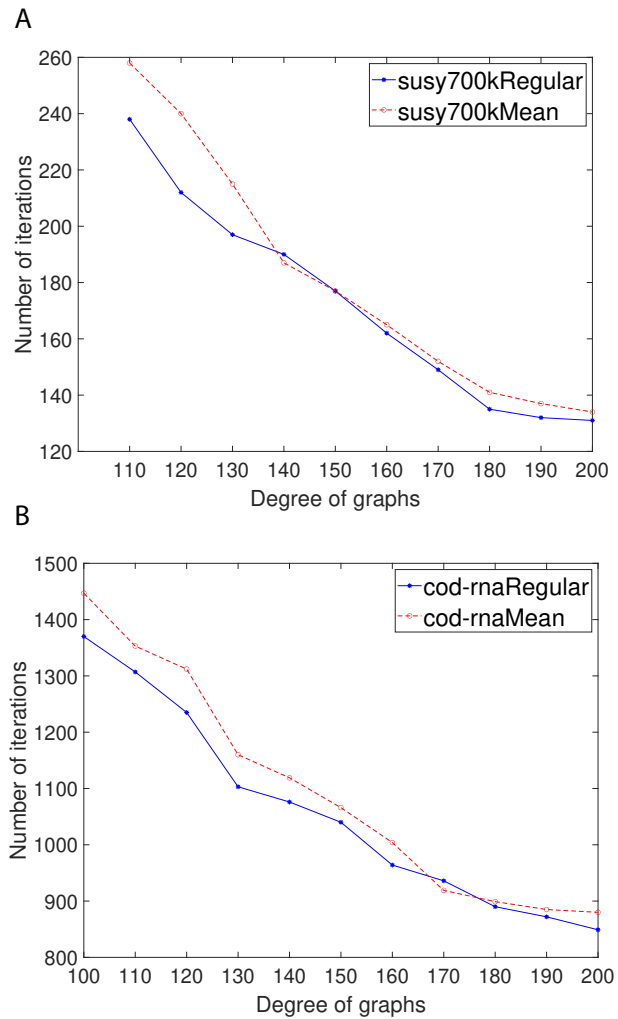 A
260
240
220
200
180
160
140
120
Number of iterations
susy700kRegular
susy700kMean
110 120 130 140 150 160 170 180 190 200
Degree of graphs
B
1500
1400
1300
1200
1100
1000
900
800
Number of iterations
cod-rnaRegular
cod-rnaMean
100 110 120 130 140 150 160 170 180 190 200
Degree of graphs